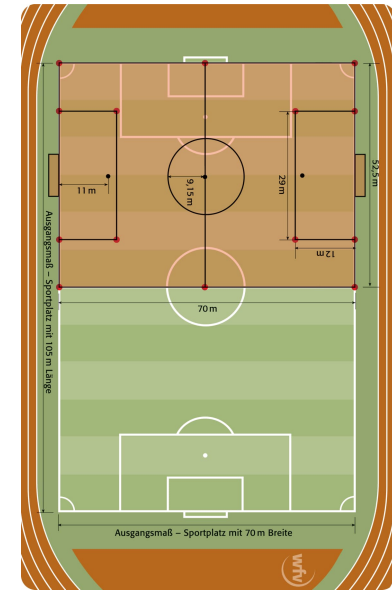 52,5 m
9,15 m
29 m
11 m
12 m
70 m
Ausgangsmaß – Sportplatz mit 105 m Länge
Ausgangsmaß – Sportplatz mit 70 m Breite
wfv